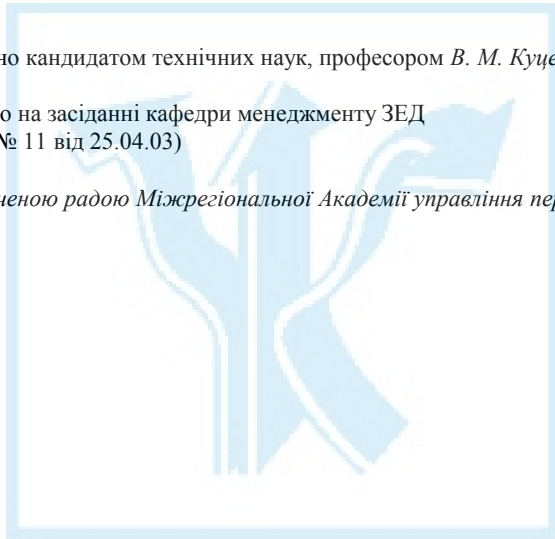 но кандидатом технічних наук, професором В. М. Куце
о на засіданні кафедри менеджменту ЗЕД
№ 11 від 25.04.03)
ченою радою Міжрегіональної Академії управління пер